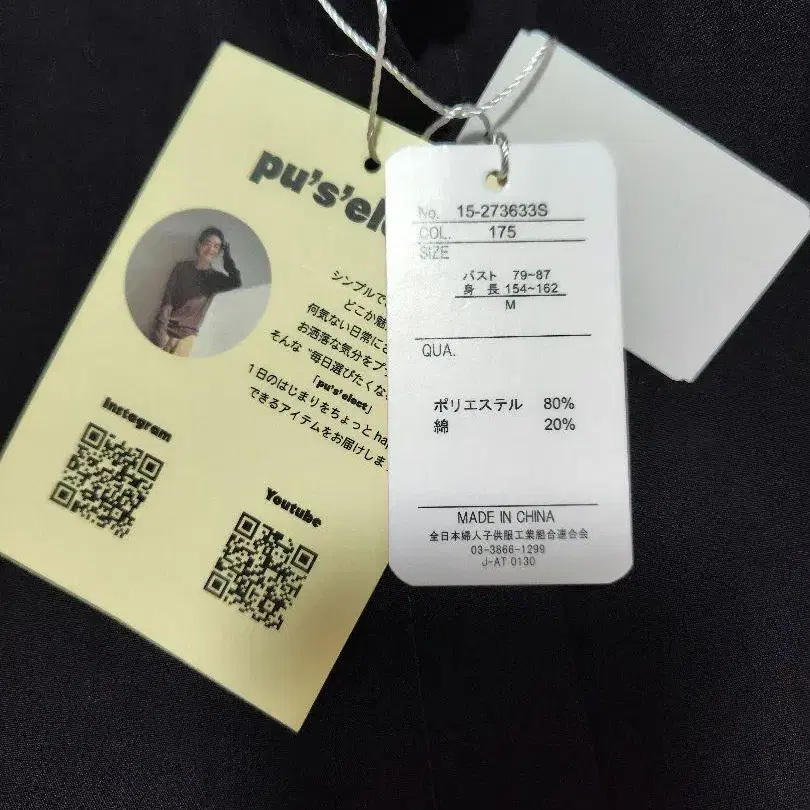 pu's'elec
シンプルで
どこか魅
何気ない日常にさ
お洒落な気分をプ
そんな“毎日選びたくな
「pu's'elect」
1日のはじまりをちょっと hap
できるアイテムをお届けしま
Instagram
Youtube
No. 15-273633S
COL. 175
SIZE
バスト 79~87
身 長 154~162
M
QUA.
ポリエステル 80%
綿 20%
MADE IN CHINA
全日本婦人子供服工業組合連合会
03-3866-1299
J-AT 0130